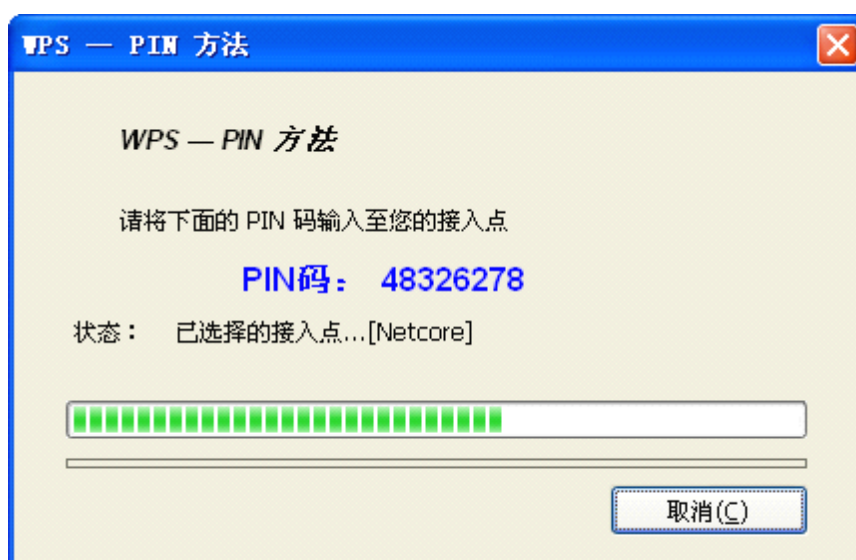 WPS — PIN 方法
WPS — PIN 方法
请将下面的 PIN 码输入至您的接入点
PIN码： 48326278
状态： 已选择的接入点...[Netcore]
取消(C)